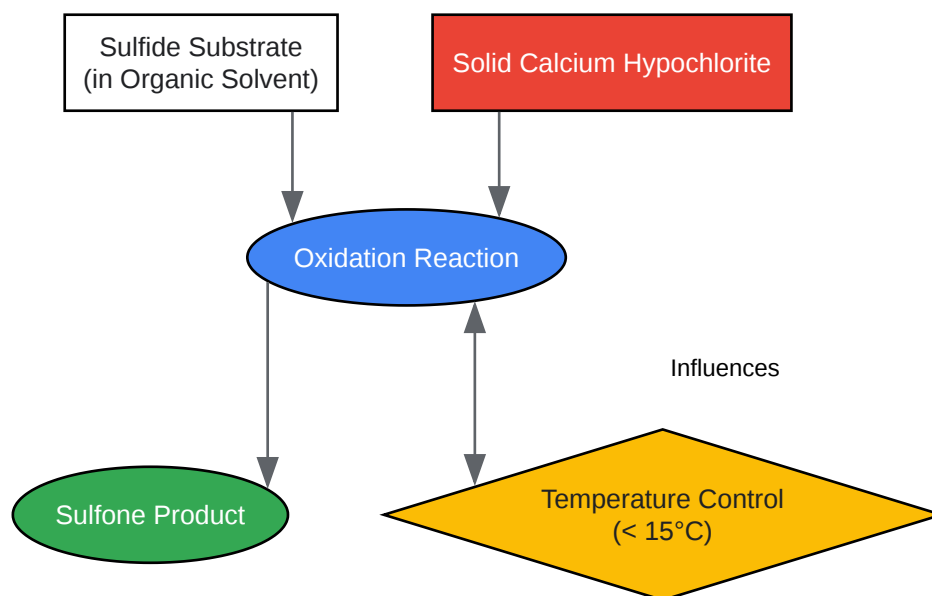 Sulfide Substrate
(in Organic Solvent)
Solid Calcium Hypochlorite
Oxidation Reaction
Influences
Sulfone Product
Temperature Control
(< 15°C)